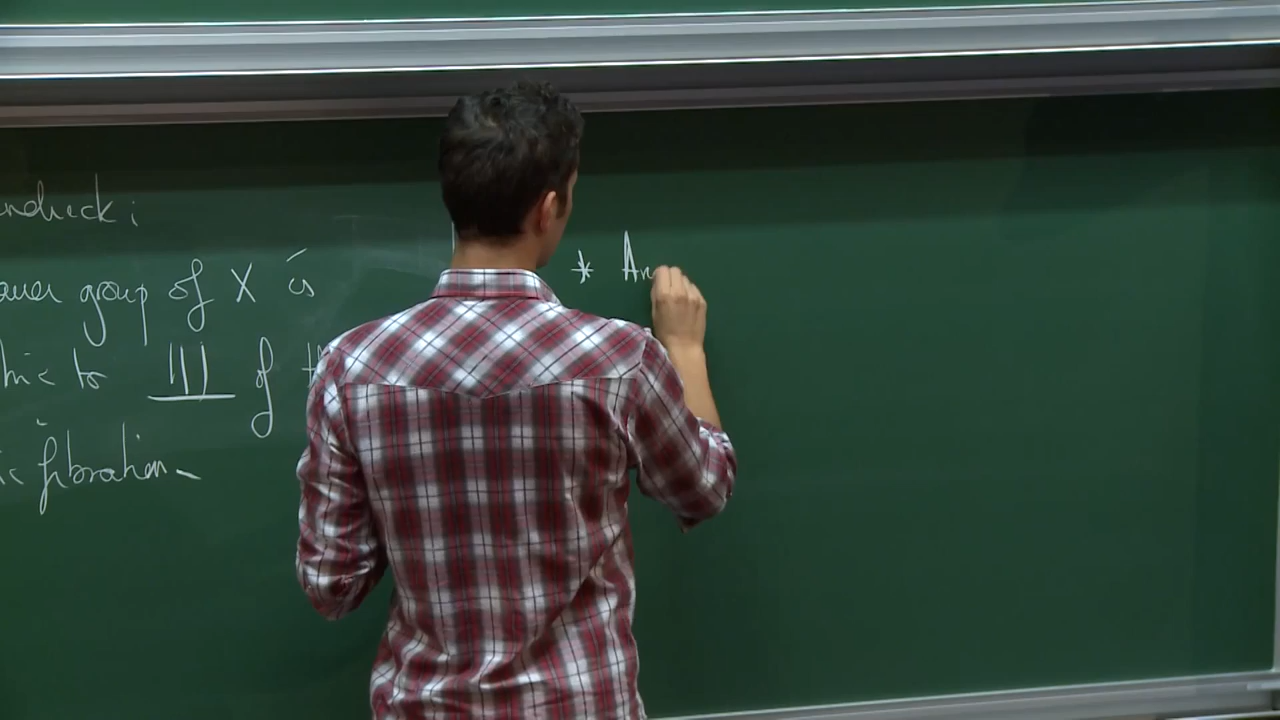 ndieck:
auer group of X is
hic to Ш of
ic fibration.
* An